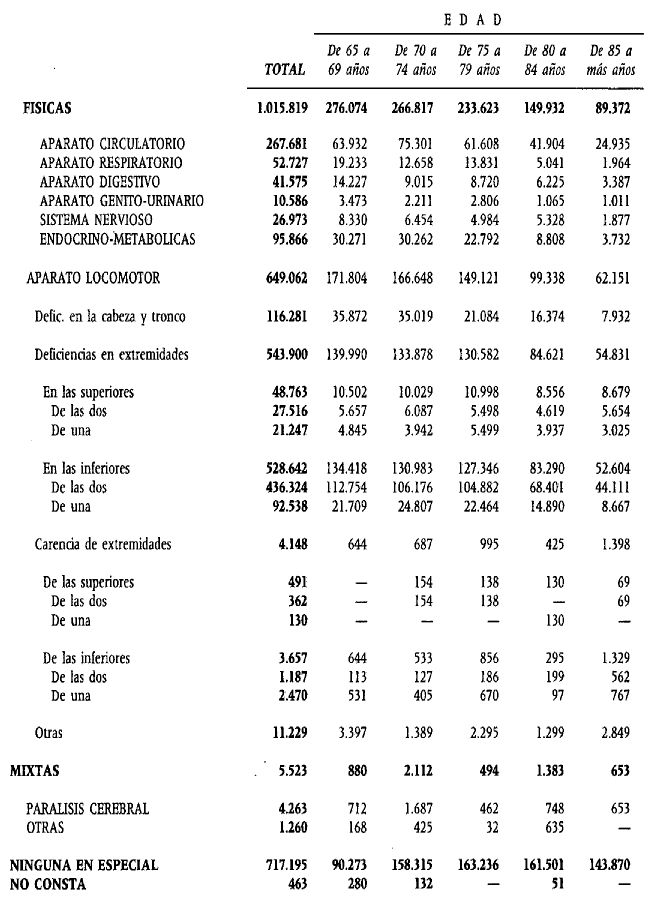 E D A D
De 65 a De 70 a De 75 a De 80 a De 85 a
TOTAL 69 años 74 años 79 años 84 años más años
FISICAS 1.015.819 276.074 266.817 233.623 149.932 89.372
APARATO CIRCULATORIO 267.681 63.932 75.301 61.608 41.904 24.935
APARATO RESPIRATORIO 52.727 19.233 12.658 13.831 5.041 1.964
APARATO DIGESTIVO 41.575 14.227 9.015 8.720 6.225 3.387
APARATO GENITO-URINARIO 10.586 3.473 2.211 2.806 1.065 1.011
SISTEMA NERVIOSO 26.973 8.330 6.454 4.984 5.328 1.877
ENDOCRINO-METABOLICAS 95.866 30.271 30.262 22.792 8.808 3.732
APARATO LOCOMOTOR 649.062 171.804 166.648 149.121 99.338 62.151
Defic. en la cabeza y tronco 116.281 35.872 35.019 21.084 16.374 7.932
Deficiencias en extremidades 543.900 139.990 133.878 130.582 84.621 54.831
En las superiores 48.763 10.502 10.029 10.998 8.556 8.679
De las dos 27.516 5.657 6.087 5.498 4.619 5.654
De una 21.247 4.845 3.942 5.499 3.937 3.025
En las inferiores 528.642 134.418 130.983 127.346 83.290 52.604
De las dos 436.324 112.754 106.176 104.882 68.401 44.111
De una 92.538 21.709 24.807 22.464 14.890 8.667
Carencia de extremidades 4.148 644 687 995 425 1.398
De las superiores 491 — 154 138 130 69
De las dos 362 — 154 138 — 69
De una 130 — — — 130 —
De las inferiores 3.657 644 533 856 295 1.329
De las dos 1.187 113 127 186 199 562
De una 2.470 531 405 670 97 767
Otras 11.229 3.397 1.389 2.295 1.299 2.849
MIXTAS 5.523 880 2.112 494 1.383 653
PARALISIS CEREBRAL 4.263 712 1.687 462 748 653
OTRAS 1.260 168 425 32 635 —
NINGUNA EN ESPECIAL 717.195 90.273 158.315 163.236 161.501 143.870
NO CONSTA 463 280 132 — 51 —